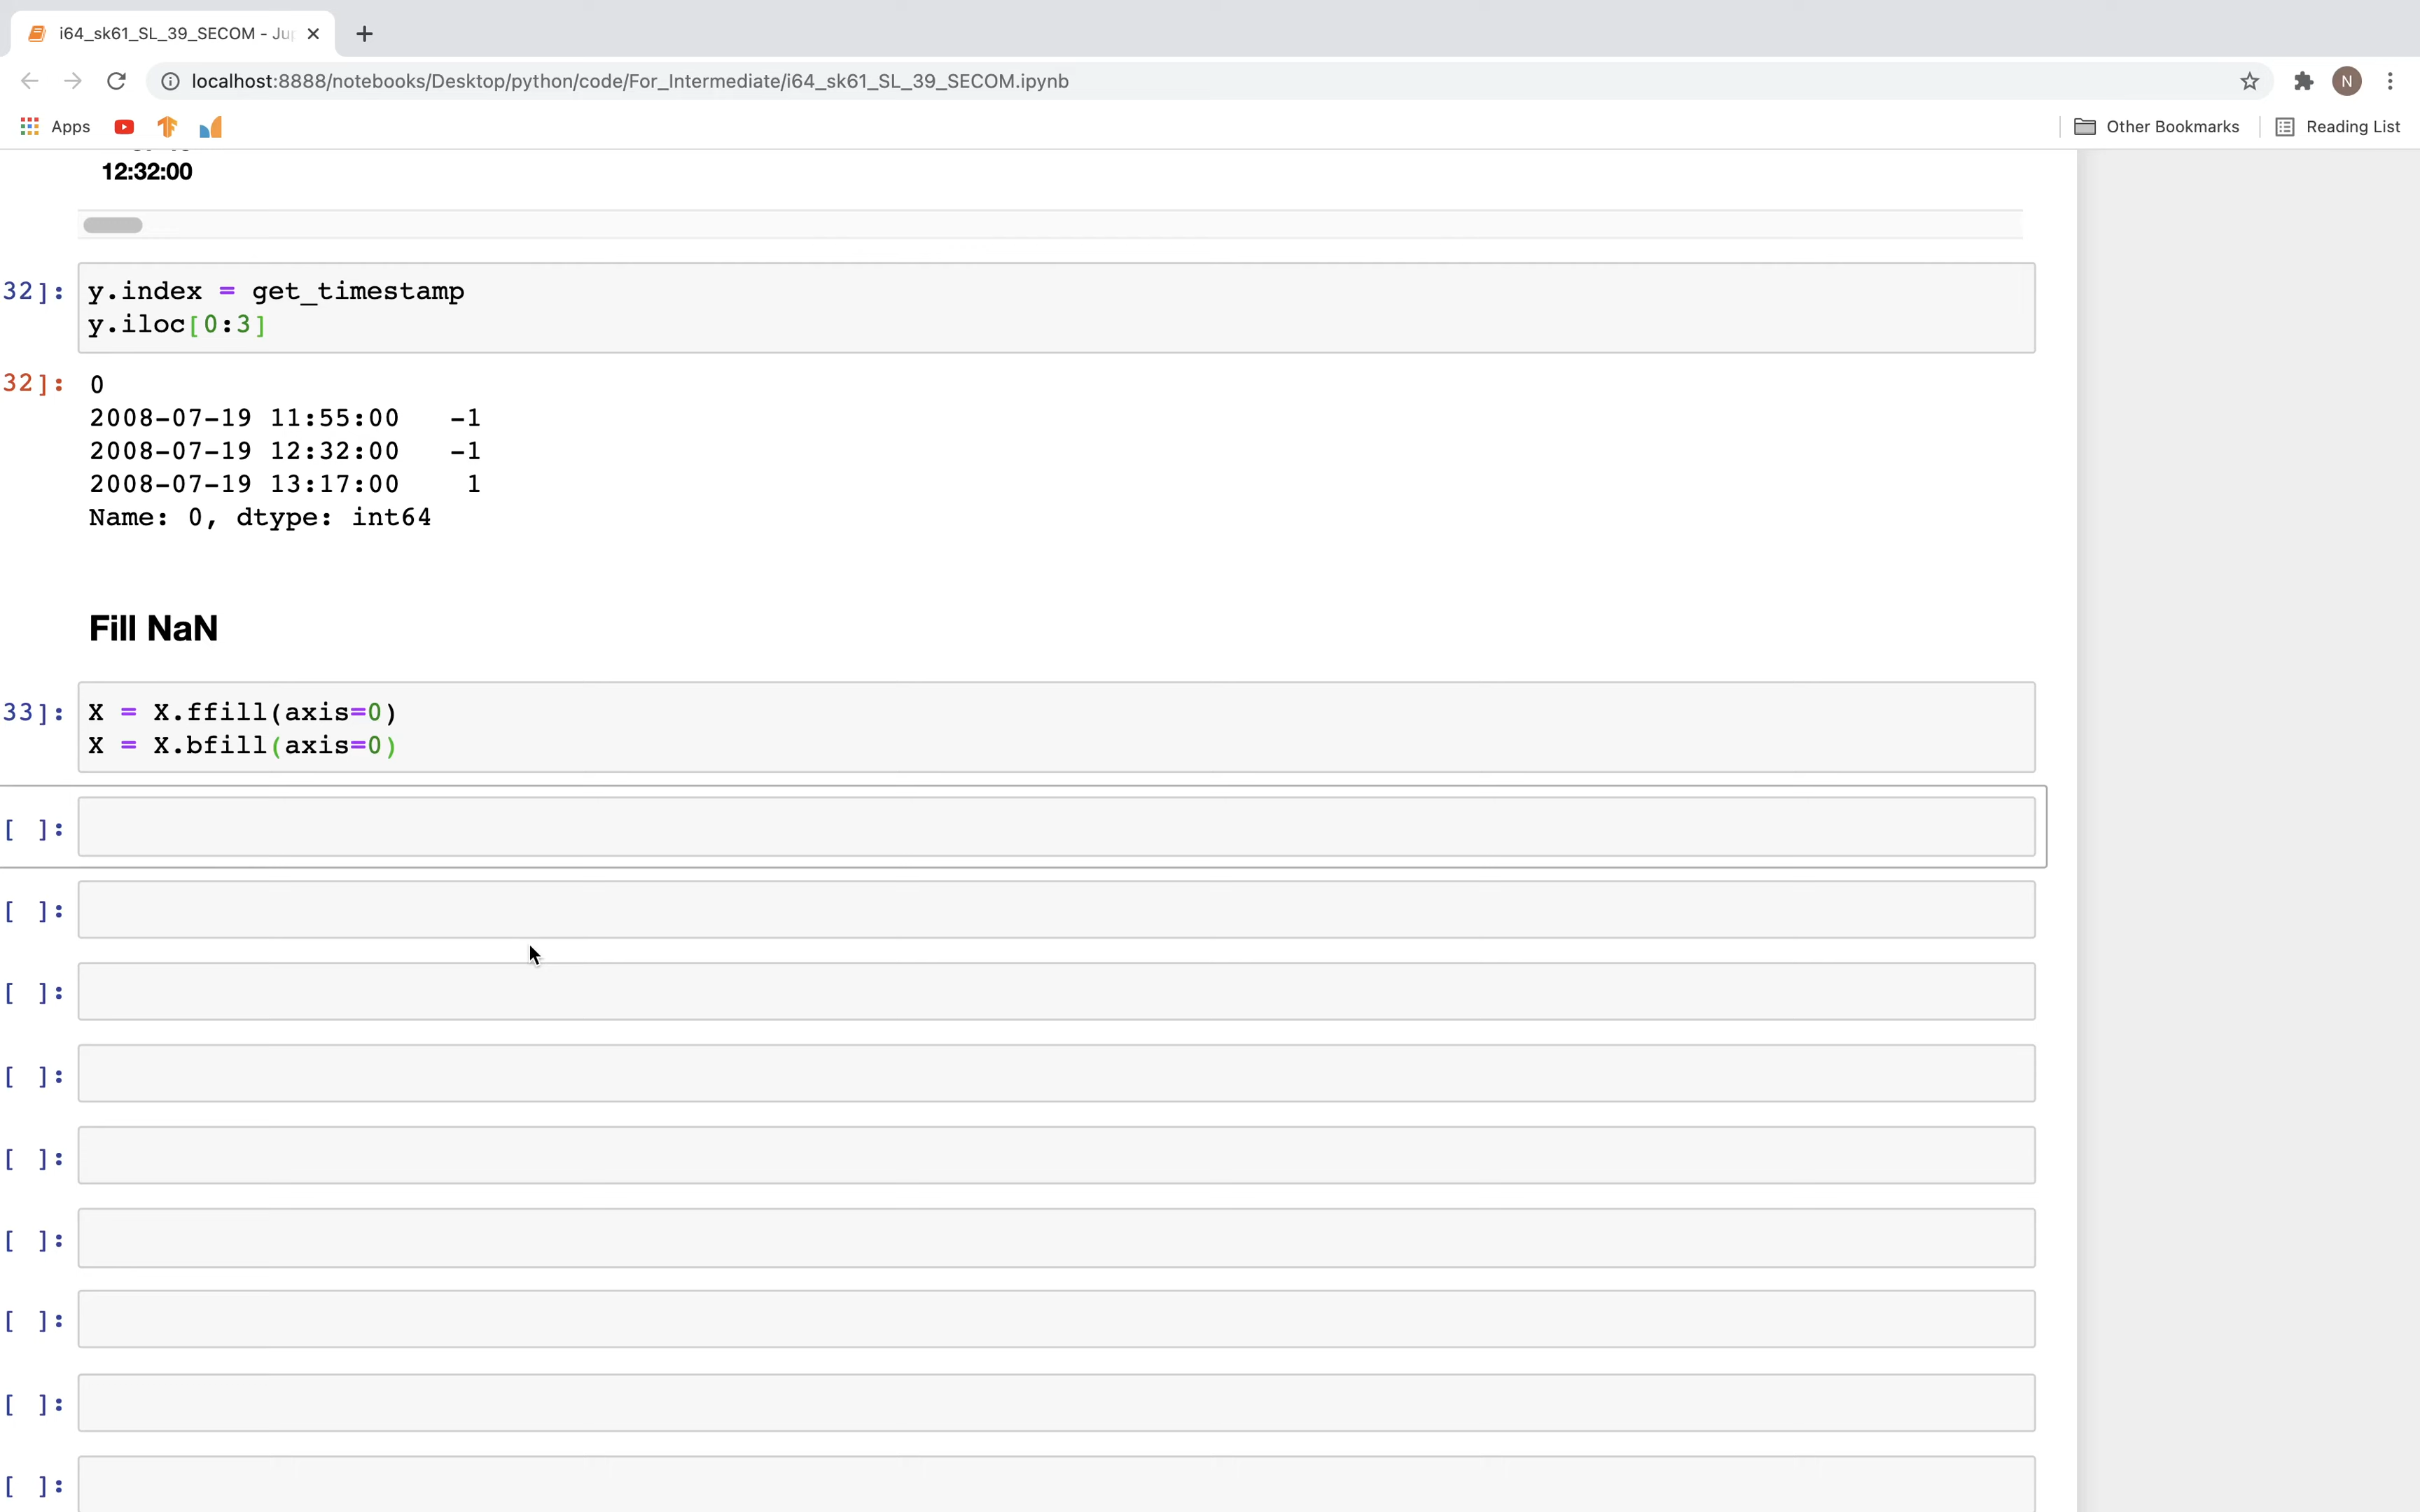 i64_sk61_SL_39_SECOM - Ju
localhost:8888/notebooks/Desktop/python/code/For_Intermediate/i64_sk61_SL_39_SECOM.ipynb
N
Apps
Other Bookmarks
Reading List
12:32:00
32]:
y.index = get_timestamp
y.iloc[0:3]
32]:
0
2008-07-19 11:55:00 -1
2008-07-19 12:32:00 -1
2008-07-19 13:17:00 1
Name: 0, dtype: int64
Fill NaN
33]:
X = X.ffill(axis=0)
X = X.bfill(axis=0)
[ ]:
[ ]:
[ ]:
[ ]:
[ ]:
[ ]:
[ ]:
[ ]:
[ ]: